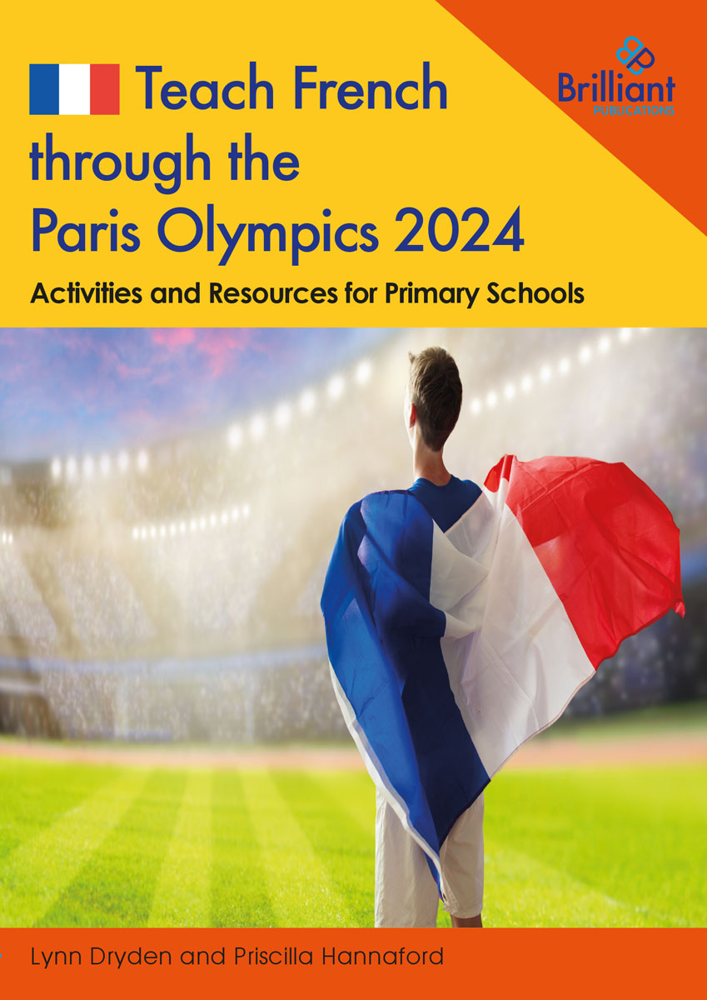 Teach French
Brilliant
PUBLICATIONS
through the
Paris Olympics 2024
Activities and Resources for Primary Schools
Lynn Dryden and Priscilla Hannaford